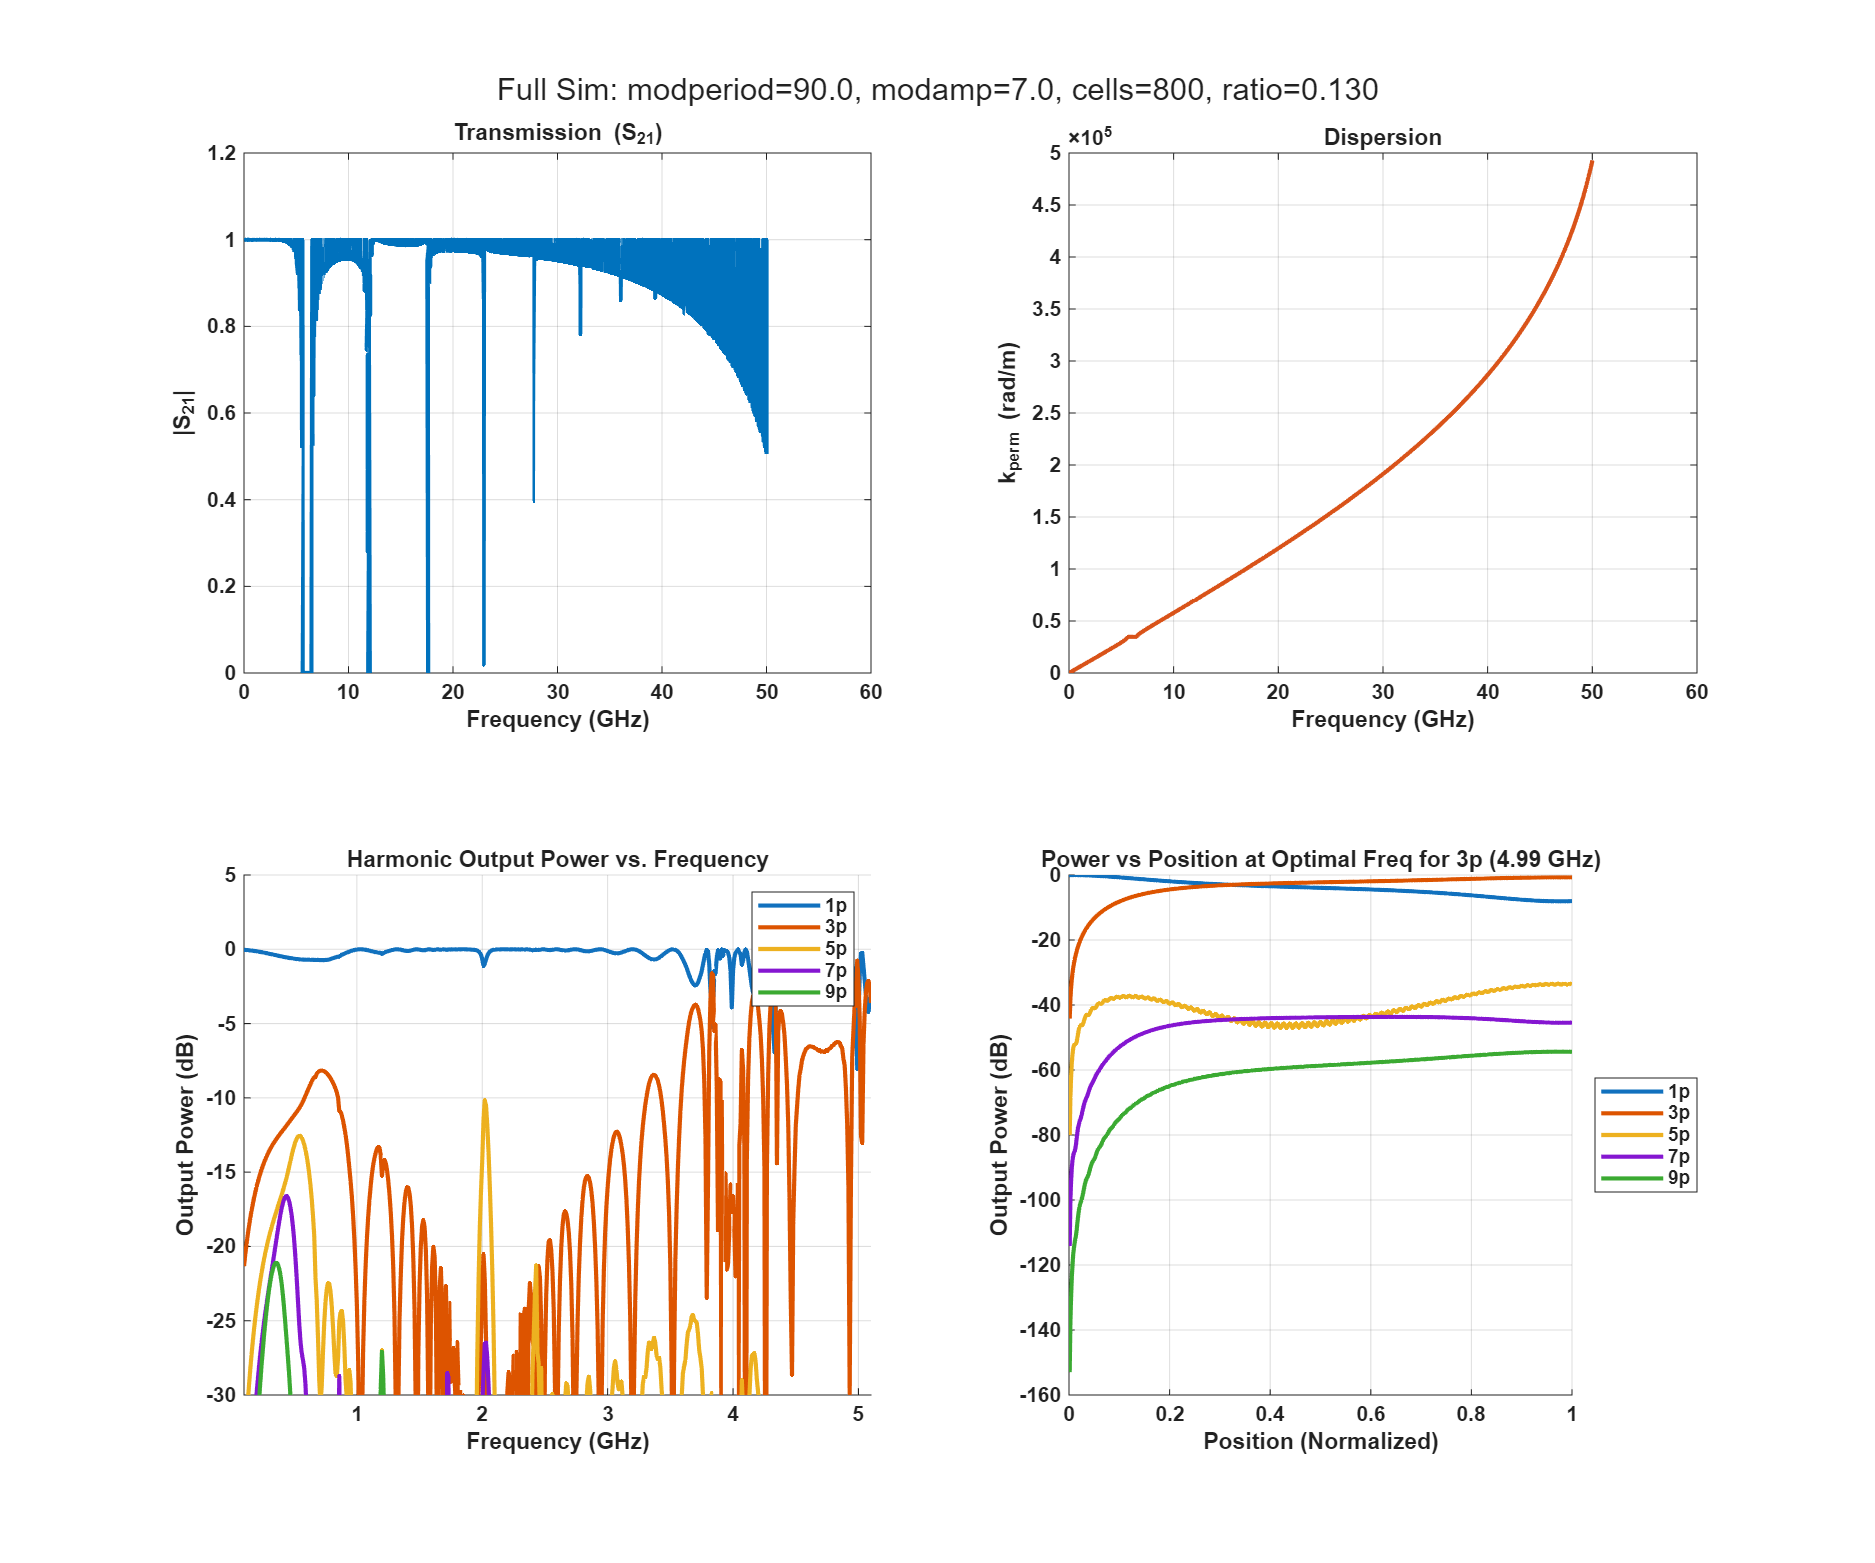 Full Sim: modperiod=90.0, modamp=7.0, cells=800, ratio=0.130
Transmission (S21)
1.2
1
0.8
0.6
0.4
0.2
0
|S21|
0 10 20 30 40 50 60
Frequency (GHz)
×10^5
Dispersion
5
4.5
4
3.5
3
2.5
2
1.5
1
0.5
0
kperm (rad/m)
0 10 20 30 40 50 60
Frequency (GHz)
Harmonic Output Power vs. Frequency
5
0
-5
-10
-15
-20
-25
-30
Output Power (dB)
1p
3p
5p
7p
9p
1 2 3 4 5
Frequency (GHz)
Power vs Position at Optimal Freq for 3p (4.99 GHz)
0
-20
-40
-60
-80
-100
-120
-140
-160
Output Power (dB)
0 0.2 0.4 0.6 0.8 1
Position (Normalized)
1p
3p
5p
7p
9p